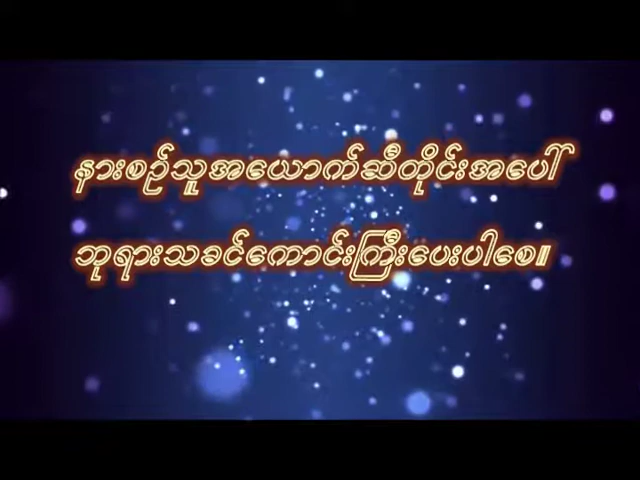 နားစဉ်သူအယောက်ဆီတိုင်းအပေါ်
ဘုရားသခင်ကောင်းကြီးပေးပါစေ။